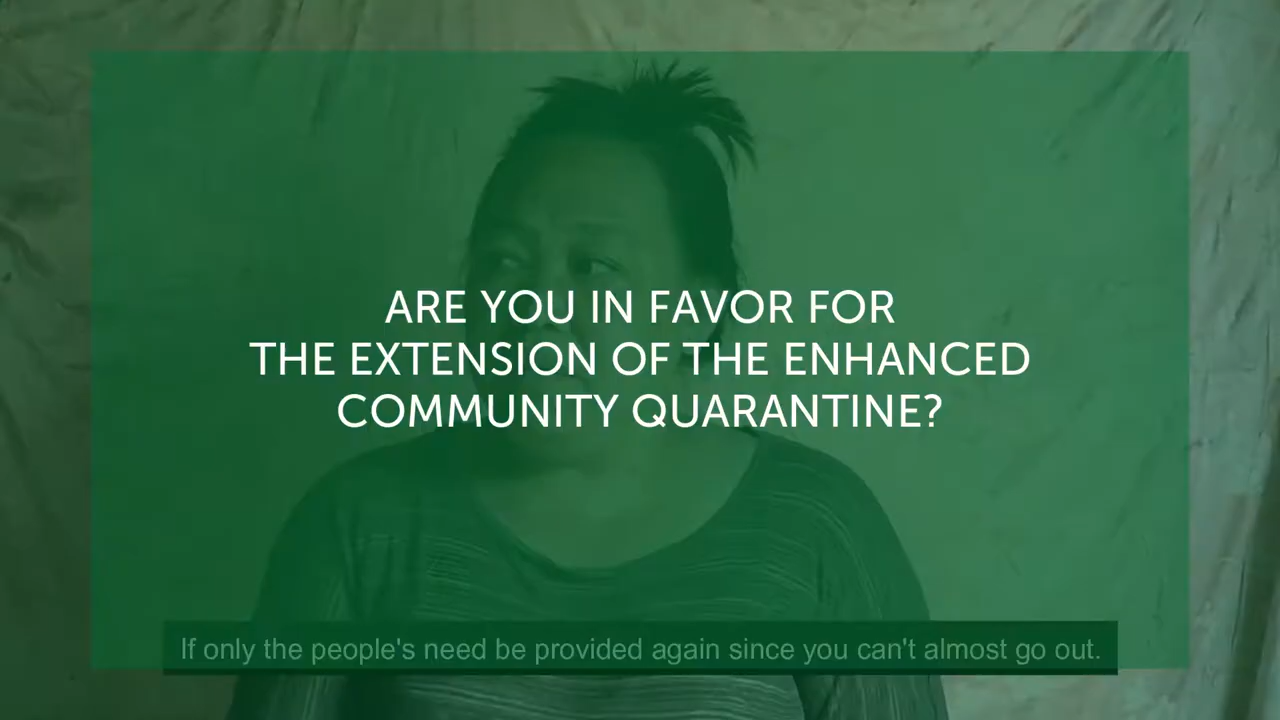 ARE YOU IN FAVOR FOR
THE EXTENSION OF THE ENHANCED
COMMUNITY QUARANTINE?
If only the people's need be provided again since you can't almost go out.